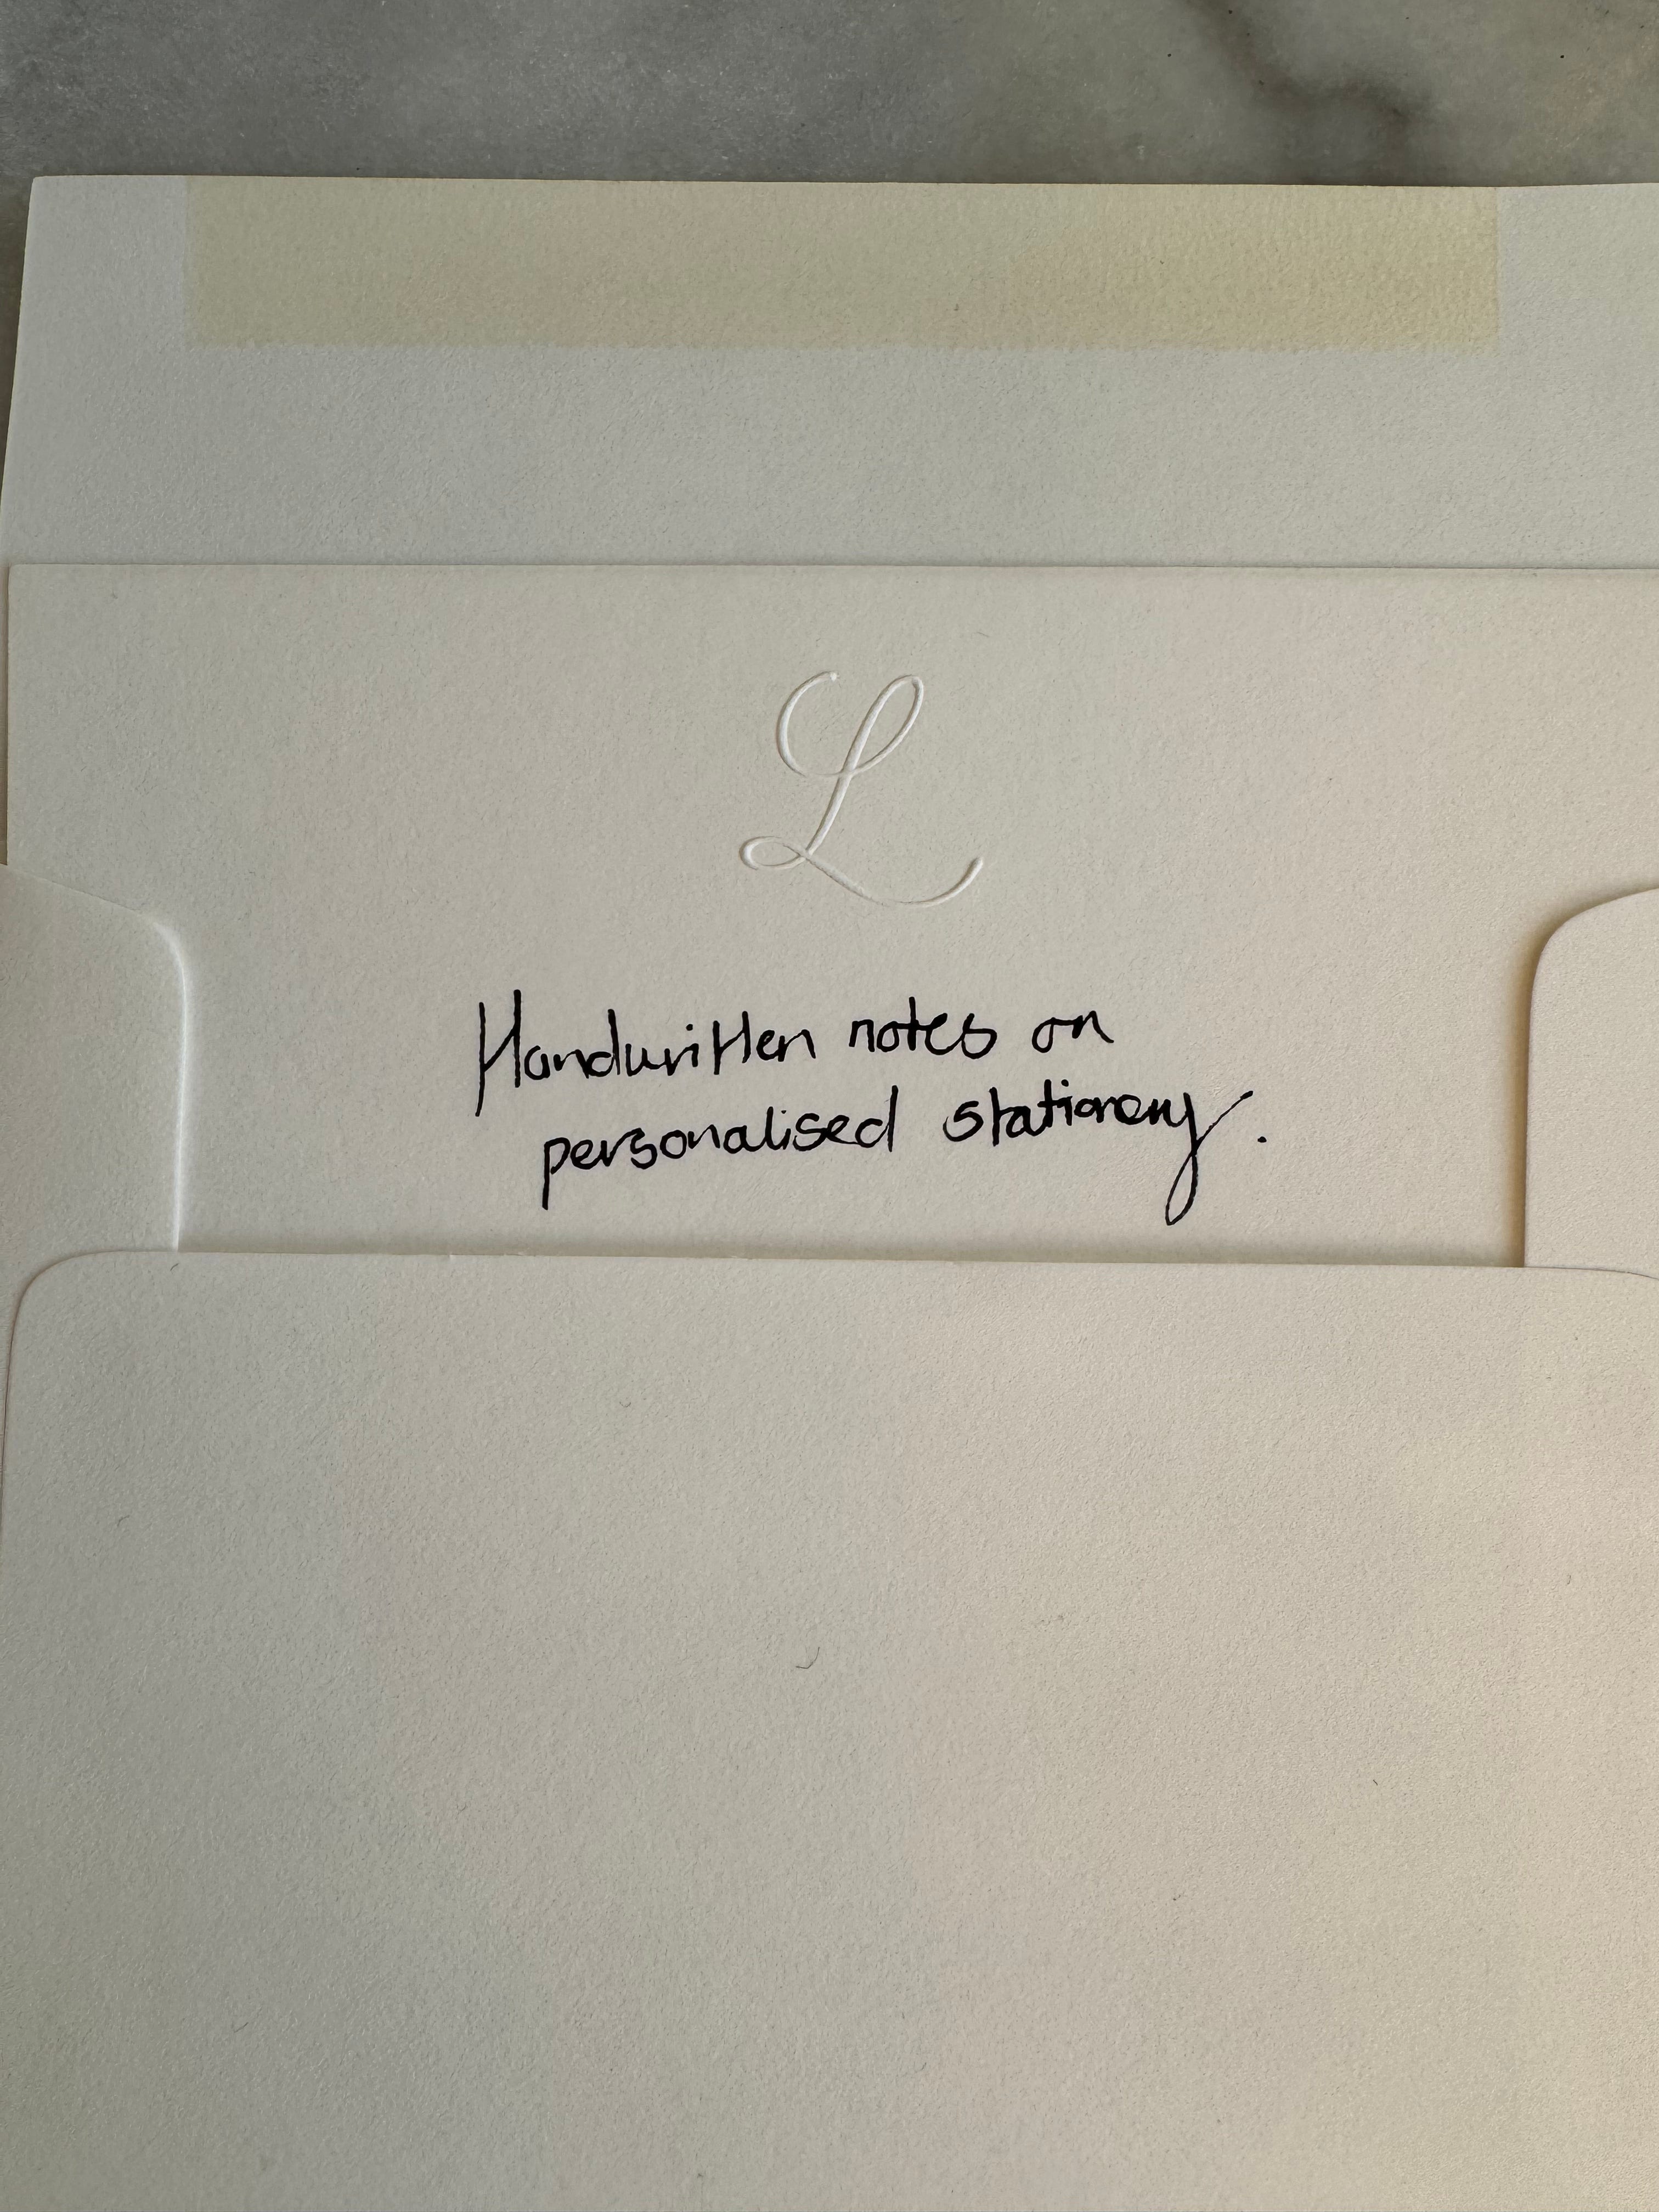 L
Handwritten notes on
personalised stationery.